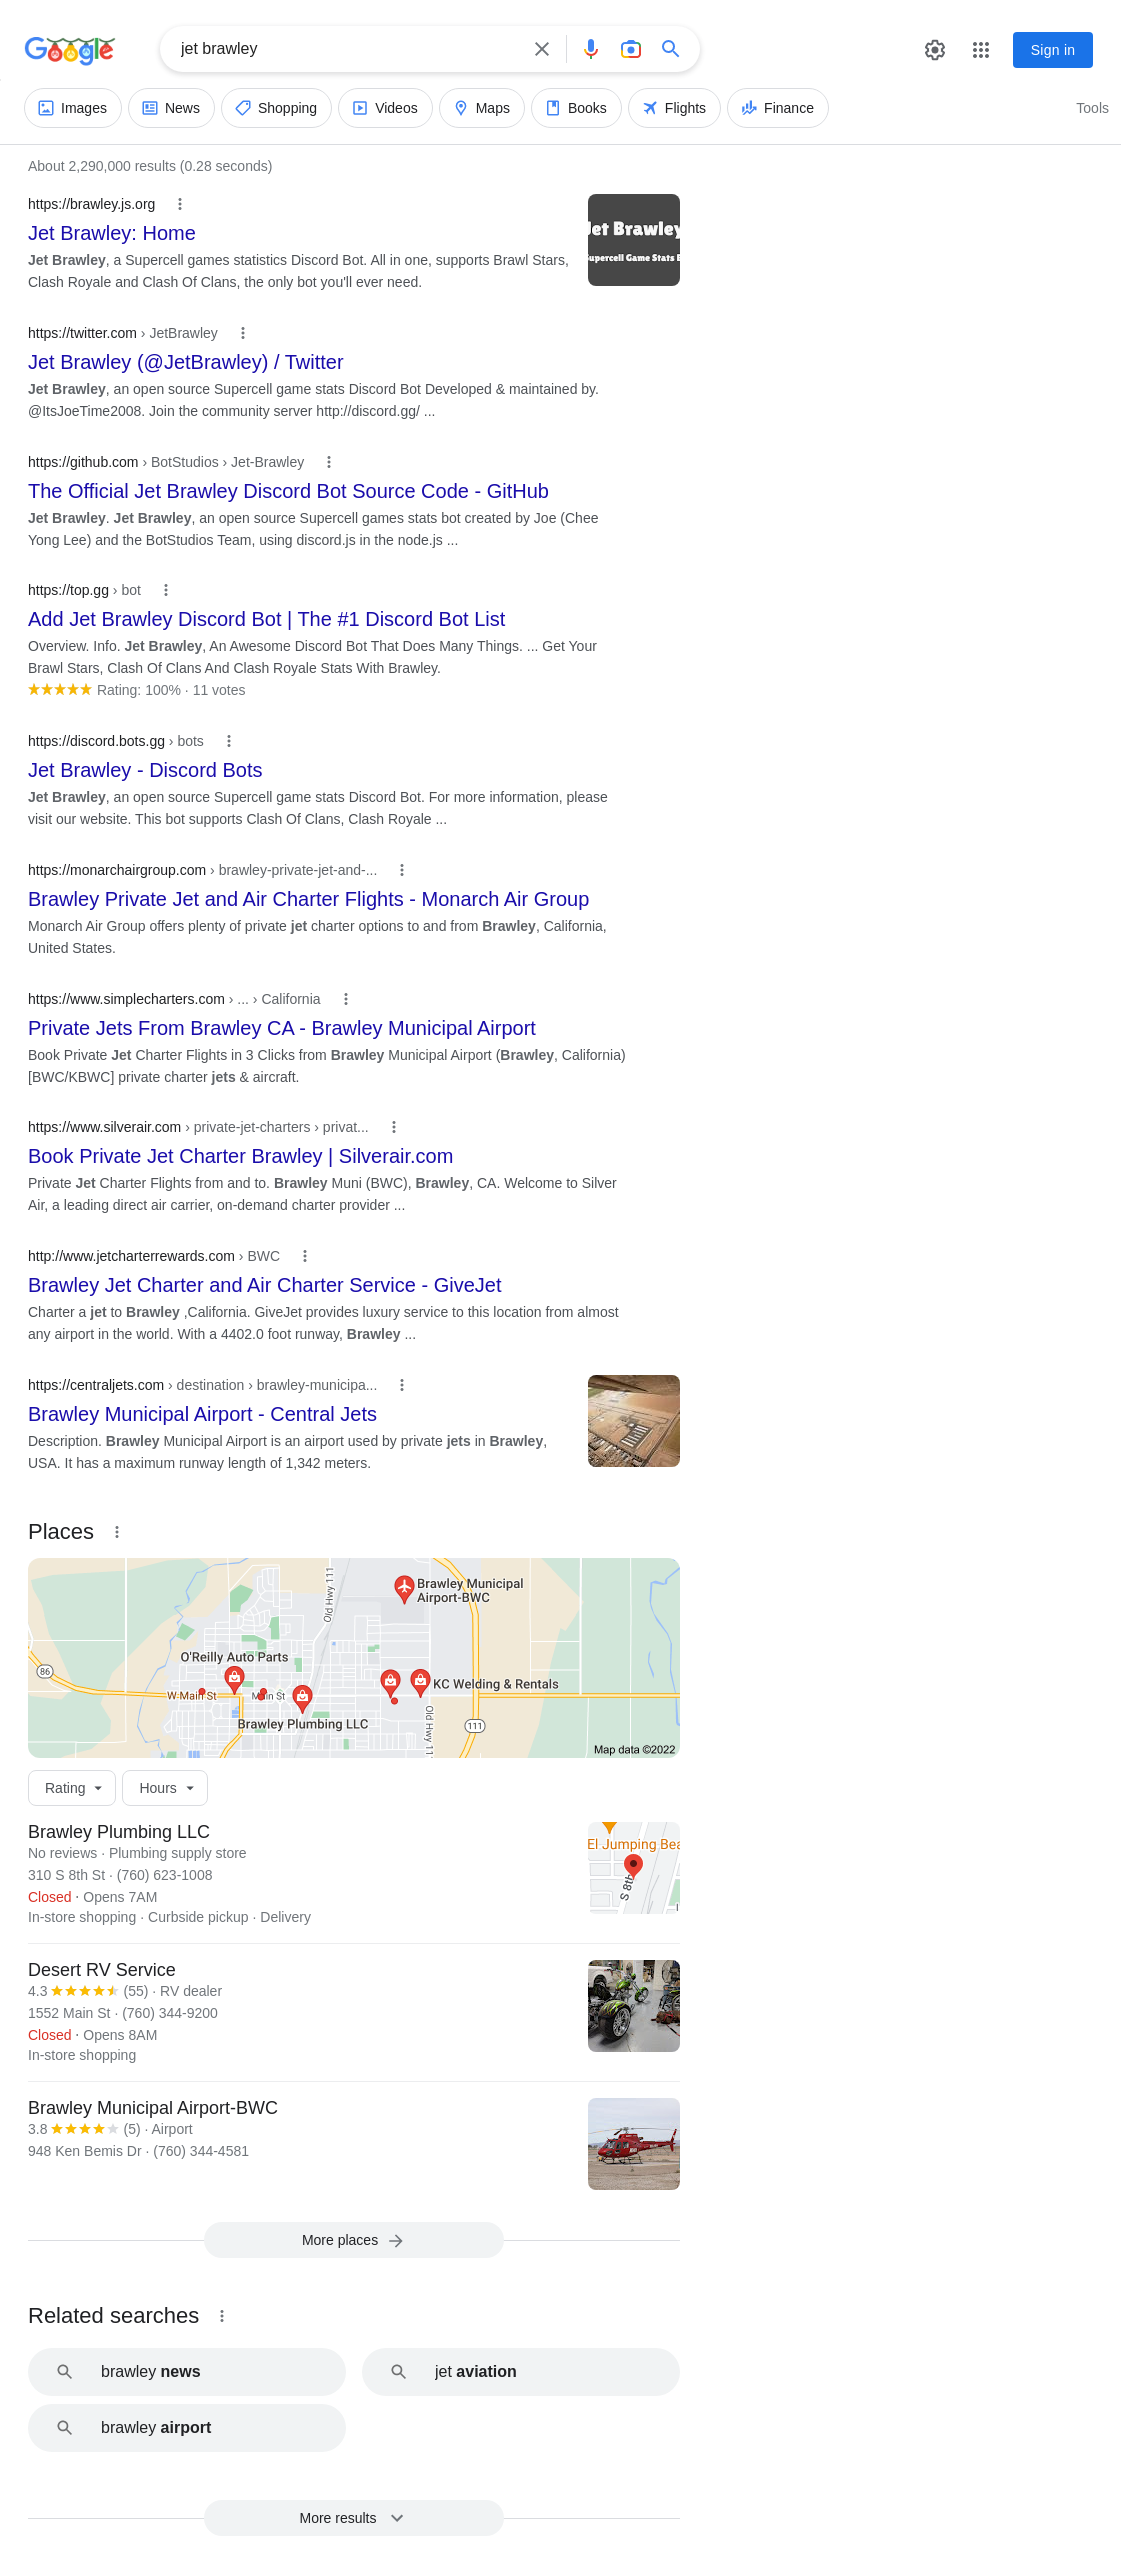 Google
jet brawley
Sign in
Images
News
Shopping
Videos
Maps
Books
Flights
Finance
Tools
About 2,290,000 results (0.28 seconds)
https://brawley.js.org
Jet Brawley: Home
Jet Brawley, a Supercell games statistics Discord Bot. All in one, supports Brawl Stars,
Clash Royale and Clash Of Clans, the only bot you'll ever need.
Jet Brawley
Supercell Game Stats
https://twitter.com › JetBrawley
Jet Brawley (@JetBrawley) / Twitter
Jet Brawley, an open source Supercell game stats Discord Bot Developed & maintained by.
@ItsJoeTime2008. Join the community server http://discord.gg/ ...
https://github.com › BotStudios › Jet-Brawley
The Official Jet Brawley Discord Bot Source Code - GitHub
Jet Brawley. Jet Brawley, an open source Supercell games stats bot created by Joe (Chee
Yong Lee) and the BotStudios Team, using discord.js in the node.js ...
https://top.gg › bot
Add Jet Brawley Discord Bot | The #1 Discord Bot List
Overview. Info. Jet Brawley, An Awesome Discord Bot That Does Many Things. ... Get Your
Brawl Stars, Clash Of Clans And Clash Royale Stats With Brawley.
Rating: 100% · 11 votes
https://discord.bots.gg › bots
Jet Brawley - Discord Bots
Jet Brawley, an open source Supercell game stats Discord Bot. For more information, please
visit our website. This bot supports Clash Of Clans, Clash Royale ...
https://monarchairgroup.com › brawley-private-jet-and-...
Brawley Private Jet and Air Charter Flights - Monarch Air Group
Monarch Air Group offers plenty of private jet charter options to and from Brawley, California,
United States.
https://www.simplecharters.com › ... › California
Private Jets From Brawley CA - Brawley Municipal Airport
Book Private Jet Charter Flights in 3 Clicks from Brawley Municipal Airport (Brawley, California)
[BWC/KBWC] private charter jets & aircraft.
https://www.silverair.com › private-jet-charters › privat...
Book Private Jet Charter Brawley | Silverair.com
Private Jet Charter Flights from and to. Brawley Muni (BWC), Brawley, CA. Welcome to Silver
Air, a leading direct air carrier, on-demand charter provider ...
http://www.jetcharterrewards.com › BWC
Brawley Jet Charter and Air Charter Service - GiveJet
Charter a jet to Brawley ,California. GiveJet provides luxury service to this location from almost
any airport in the world. With a 4402.0 foot runway, Brawley ...
https://centraljets.com › destination › brawley-municipa...
Brawley Municipal Airport - Central Jets
Description. Brawley Municipal Airport is an airport used by private jets in Brawley,
USA. It has a maximum runway length of 1,342 meters.
Places
Old Hwy 111
Brawley Municipal
Airport-BWC
O'Reilly Auto Parts
86
W Main St
Main St
KC Welding & Rentals
Brawley Plumbing LLC
Old Hwy 11
111
Map data ©2022
Rating
Hours
Brawley Plumbing LLC
No reviews · Plumbing supply store
310 S 8th St · (760) 623-1008
Closed · Opens 7AM
In-store shopping · Curbside pickup · Delivery
El Jumping Bea
S 8th
Desert RV Service
4.3 (55) · RV dealer
1552 Main St · (760) 344-9200
Closed · Opens 8AM
In-store shopping
Brawley Municipal Airport-BWC
3.8 (5) · Airport
948 Ken Bemis Dr · (760) 344-4581
More places
Related searches
brawley news
jet aviation
brawley airport
More results